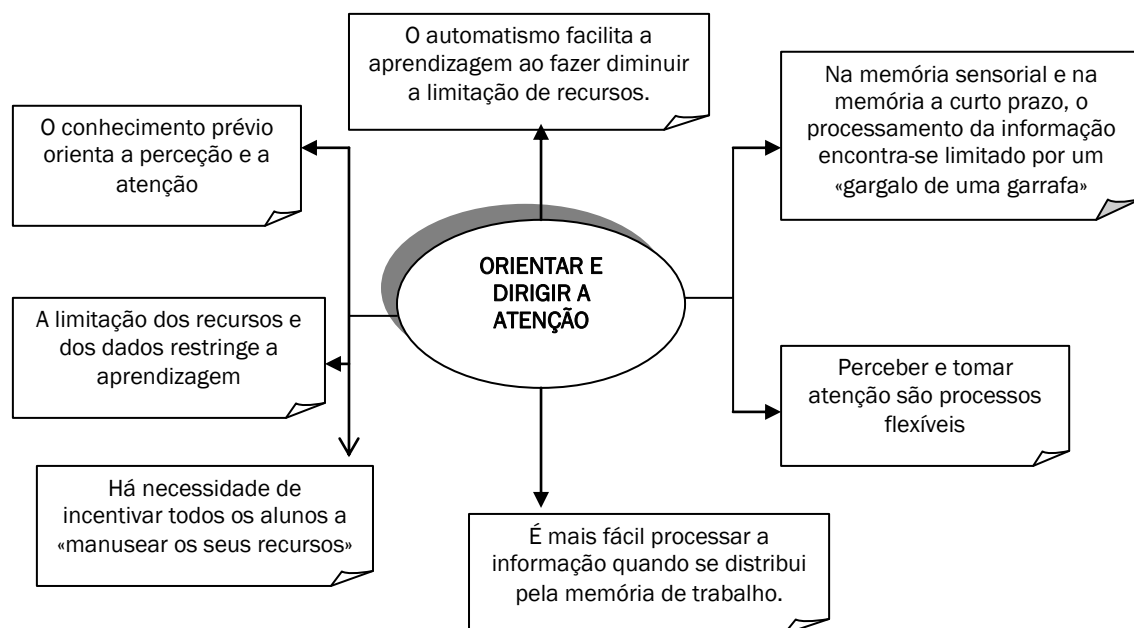 O automatismo facilita a
aprendizagem ao fazer diminuir
a limitação de recursos.
Na memória sensorial e na
memória a curto prazo, o
processamento da informação
encontra-se limitado por um
«gargalo de uma garrafa»
O conhecimento prévio
orienta a perceção e a
atenção
ORIENTAR E
DIRIGIR A
ATENÇÃO
A limitação dos recursos e
dos dados restringe a
aprendizagem
Perceber e tomar
atenção são processos
flexíveis
Há necessidade de
incentivar todos os alunos a
«manusear os seus recursos»
É mais fácil processar a
informação quando se distribui
pela memória de trabalho.